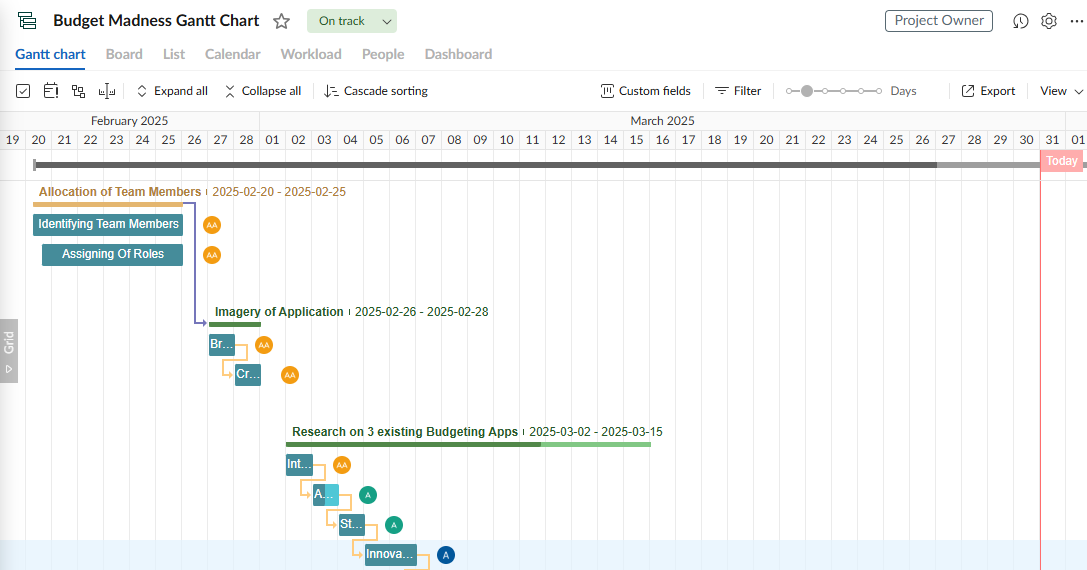 Budget Madness Gantt Chart On track Project Owner
Gantt chart Board List Calendar Workload People Dashboard
Expand all Collapse all Cascade sorting Custom fields Filter Days Export View
February 2025 March 2025
19 20 21 22 23 24 25 26 27 28 01 02 03 04 05 06 07 08 09 10 11 12 13 14 15 16 17 18 19 20 21 22 23 24 25 26 27 28 29 30 31 01
Today
Allocation of Team Members 2025-02-20 - 2025-02-25
Identifying Team Members AA
Assigning Of Roles AA
Imagery of Application 2025-02-26 - 2025-02-28
Grid
Br... AA
Cr... AA
Research on 3 existing Budgeting Apps 2025-03-02 - 2025-03-15
Int... AA
A... A
St... A
Innova... A